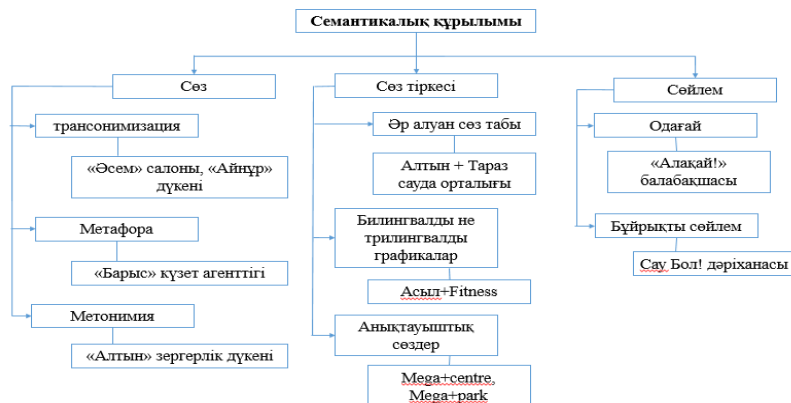 Семантикалық құрылымы
Сөз
трансонимизация
«Әсем» салоны, «Айнұр»
дүкені
Метафора
«Барыс» күзет агенттігі
Метонимия
«Алтын» зергерлік дүкені
Сөз тіркесі
Әр алуан сөз табы
Алтын + Тараз
сауда орталығы
Билингвалды не
трилингвалды
графикалар
Асыл+Fitness
Анықтауыштық
сөздер
Mega+centre,
Mega+park
Сөйлем
Одағай
«Алақай!»
балабақшасы
Бұйрықты сөйлем
Сау Бол! дәріханасы